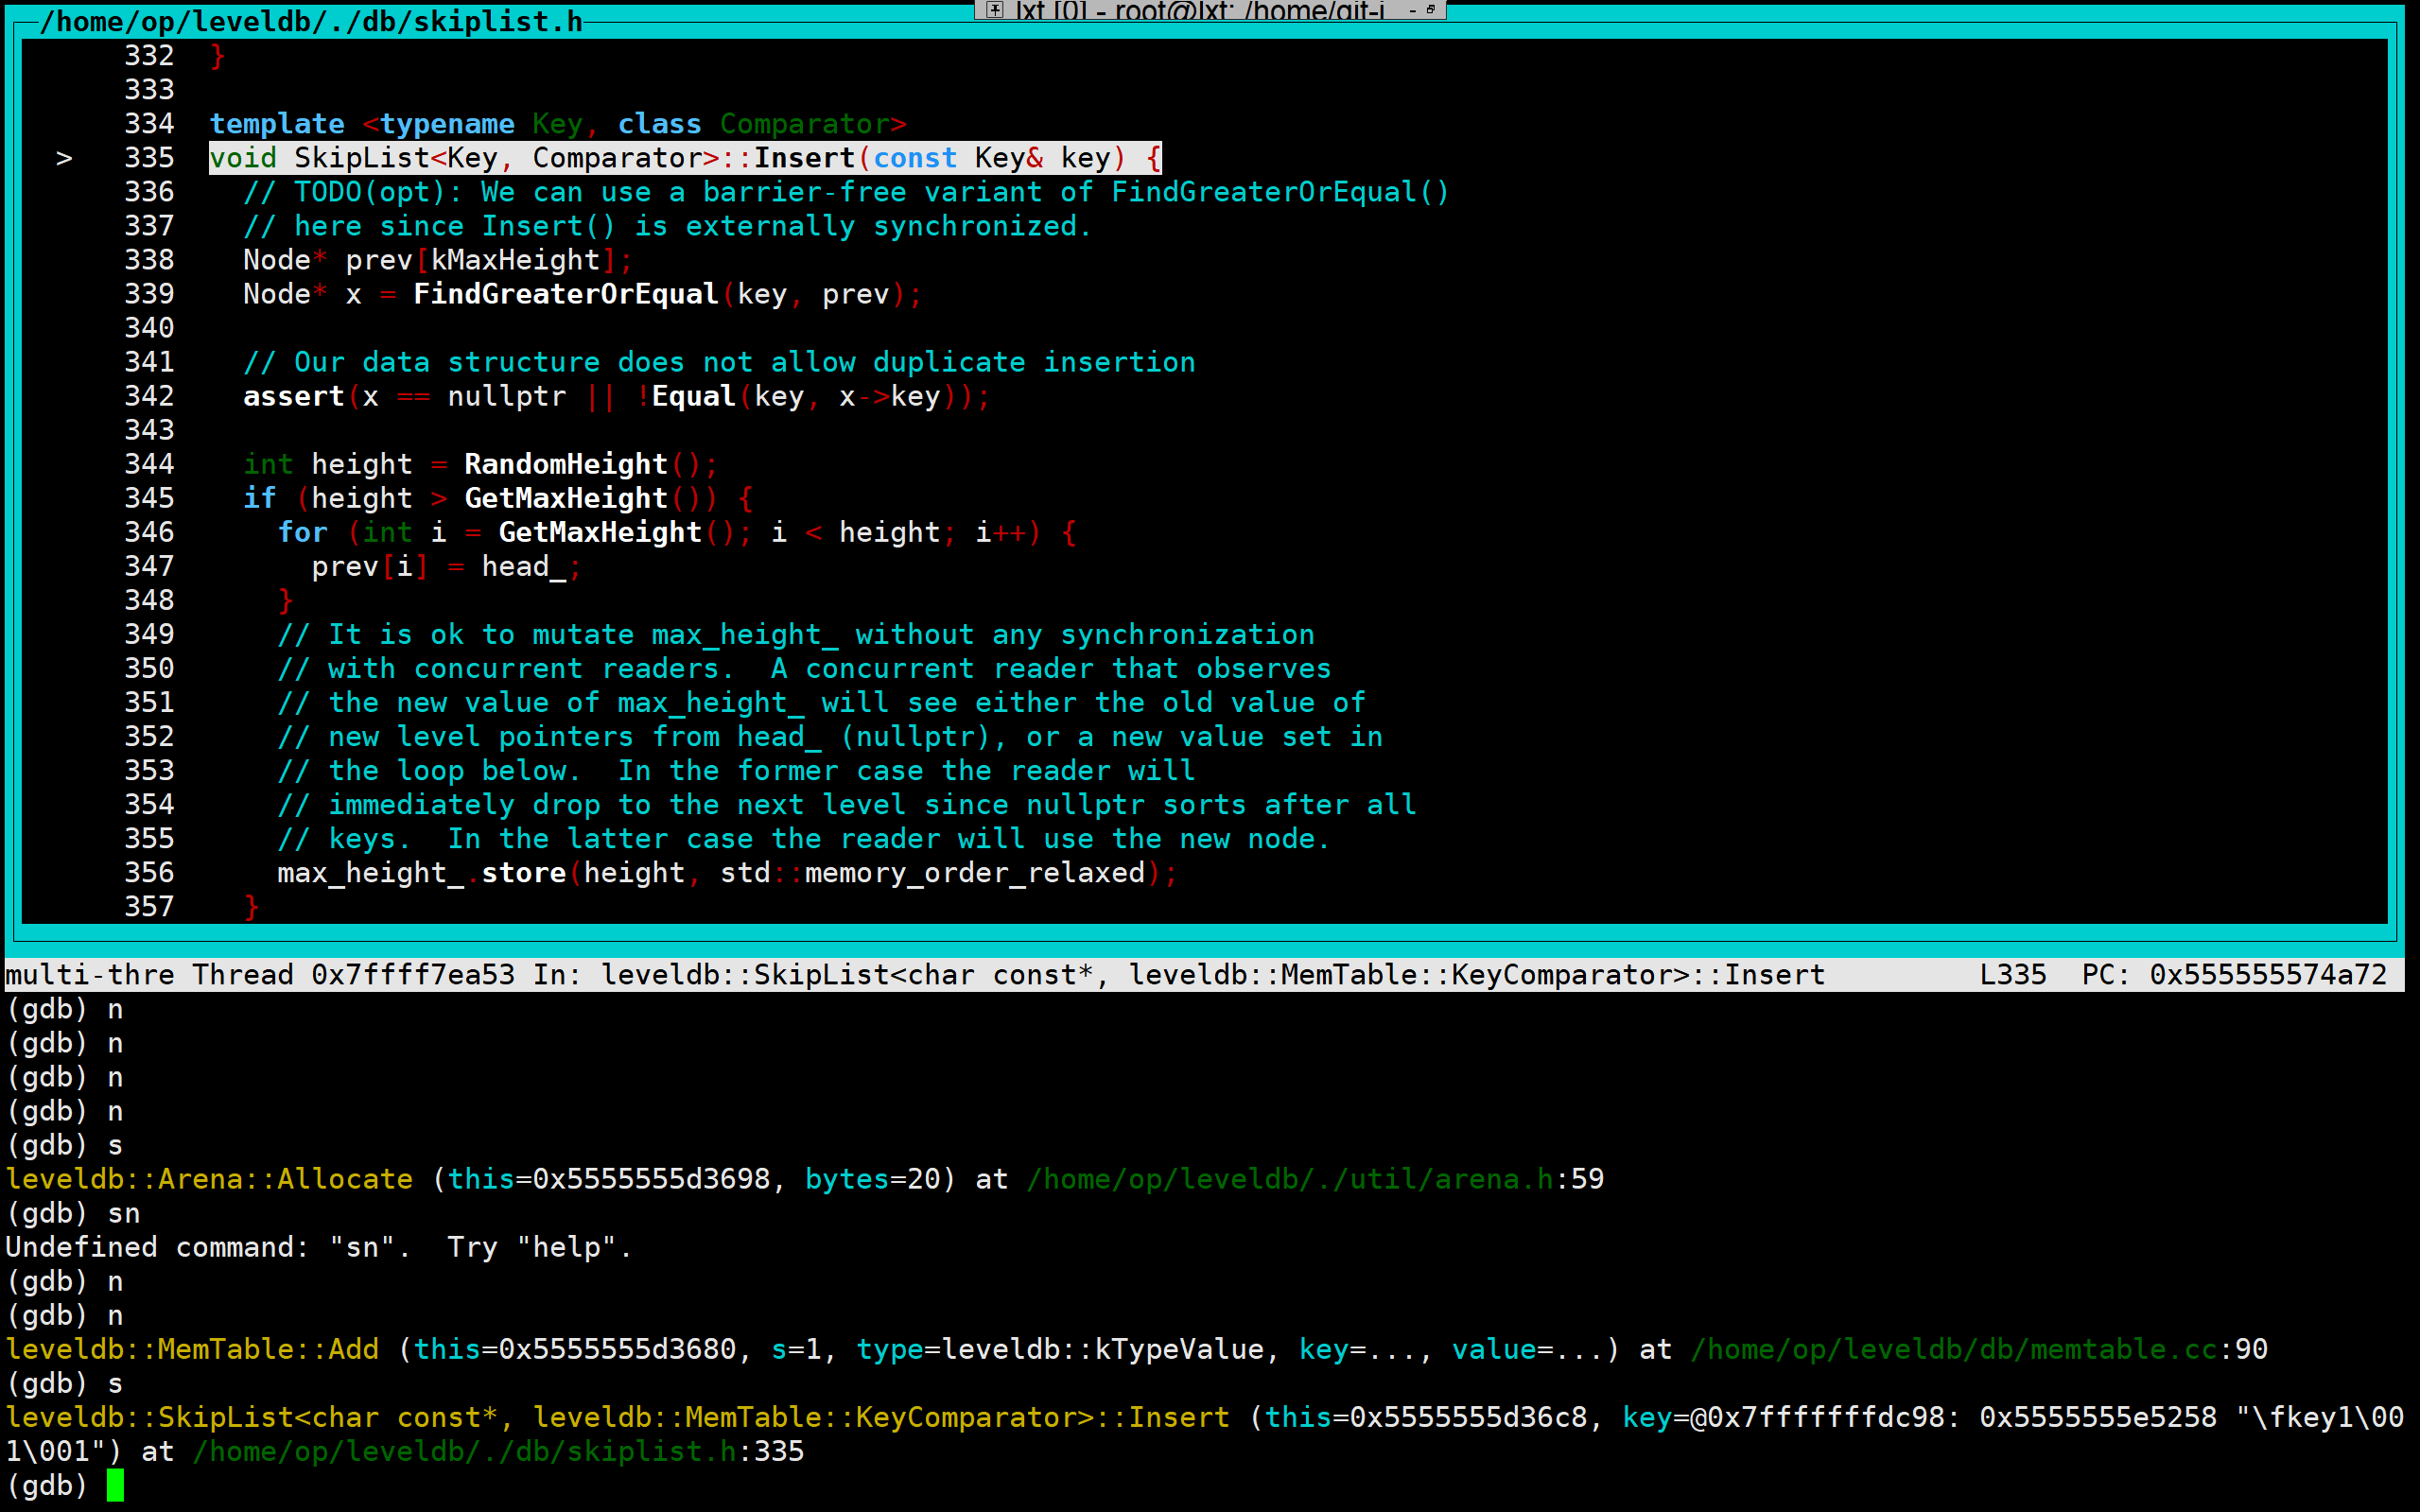 lxt [0] - root@lxt: /home/git-i
/home/op/leveldb/./db/skiplist.h
332  }
333
334  template <typename Key, class Comparator>
>   335  void SkipList<Key, Comparator>::Insert(const Key& key) {
336    // TODO(opt): We can use a barrier-free variant of FindGreaterOrEqual()
337    // here since Insert() is externally synchronized.
338    Node* prev[kMaxHeight];
339    Node* x = FindGreaterOrEqual(key, prev);
340
341    // Our data structure does not allow duplicate insertion
342    assert(x == nullptr || !Equal(key, x->key));
343
344    int height = RandomHeight();
345    if (height > GetMaxHeight()) {
346      for (int i = GetMaxHeight(); i < height; i++) {
347        prev[i] = head_;
348      }
349      // It is ok to mutate max_height_ without any synchronization
350      // with concurrent readers.  A concurrent reader that observes
351      // the new value of max_height_ will see either the old value of
352      // new level pointers from head_ (nullptr), or a new value set in
353      // the loop below.  In the former case the reader will
354      // immediately drop to the next level since nullptr sorts after all
355      // keys.  In the latter case the reader will use the new node.
356      max_height_.store(height, std::memory_order_relaxed);
357    }
multi-thre Thread 0x7ffff7ea53 In: leveldb::SkipList<char const*, leveldb::MemTable::KeyComparator>::Insert         L335  PC: 0x555555574a72
(gdb) n
(gdb) n
(gdb) n
(gdb) n
(gdb) s
leveldb::Arena::Allocate (this=0x5555555d3698, bytes=20) at /home/op/leveldb/./util/arena.h:59
(gdb) sn
Undefined command: "sn".  Try "help".
(gdb) n
(gdb) n
leveldb::MemTable::Add (this=0x5555555d3680, s=1, type=leveldb::kTypeValue, key=..., value=...) at /home/op/leveldb/db/memtable.cc:90
(gdb) s
leveldb::SkipList<char const*, leveldb::MemTable::KeyComparator>::Insert (this=0x5555555d36c8, key=@0x7fffffffdc98: 0x5555555e5258 "\fkey1\00
1\001") at /home/op/leveldb/./db/skiplist.h:335
(gdb)